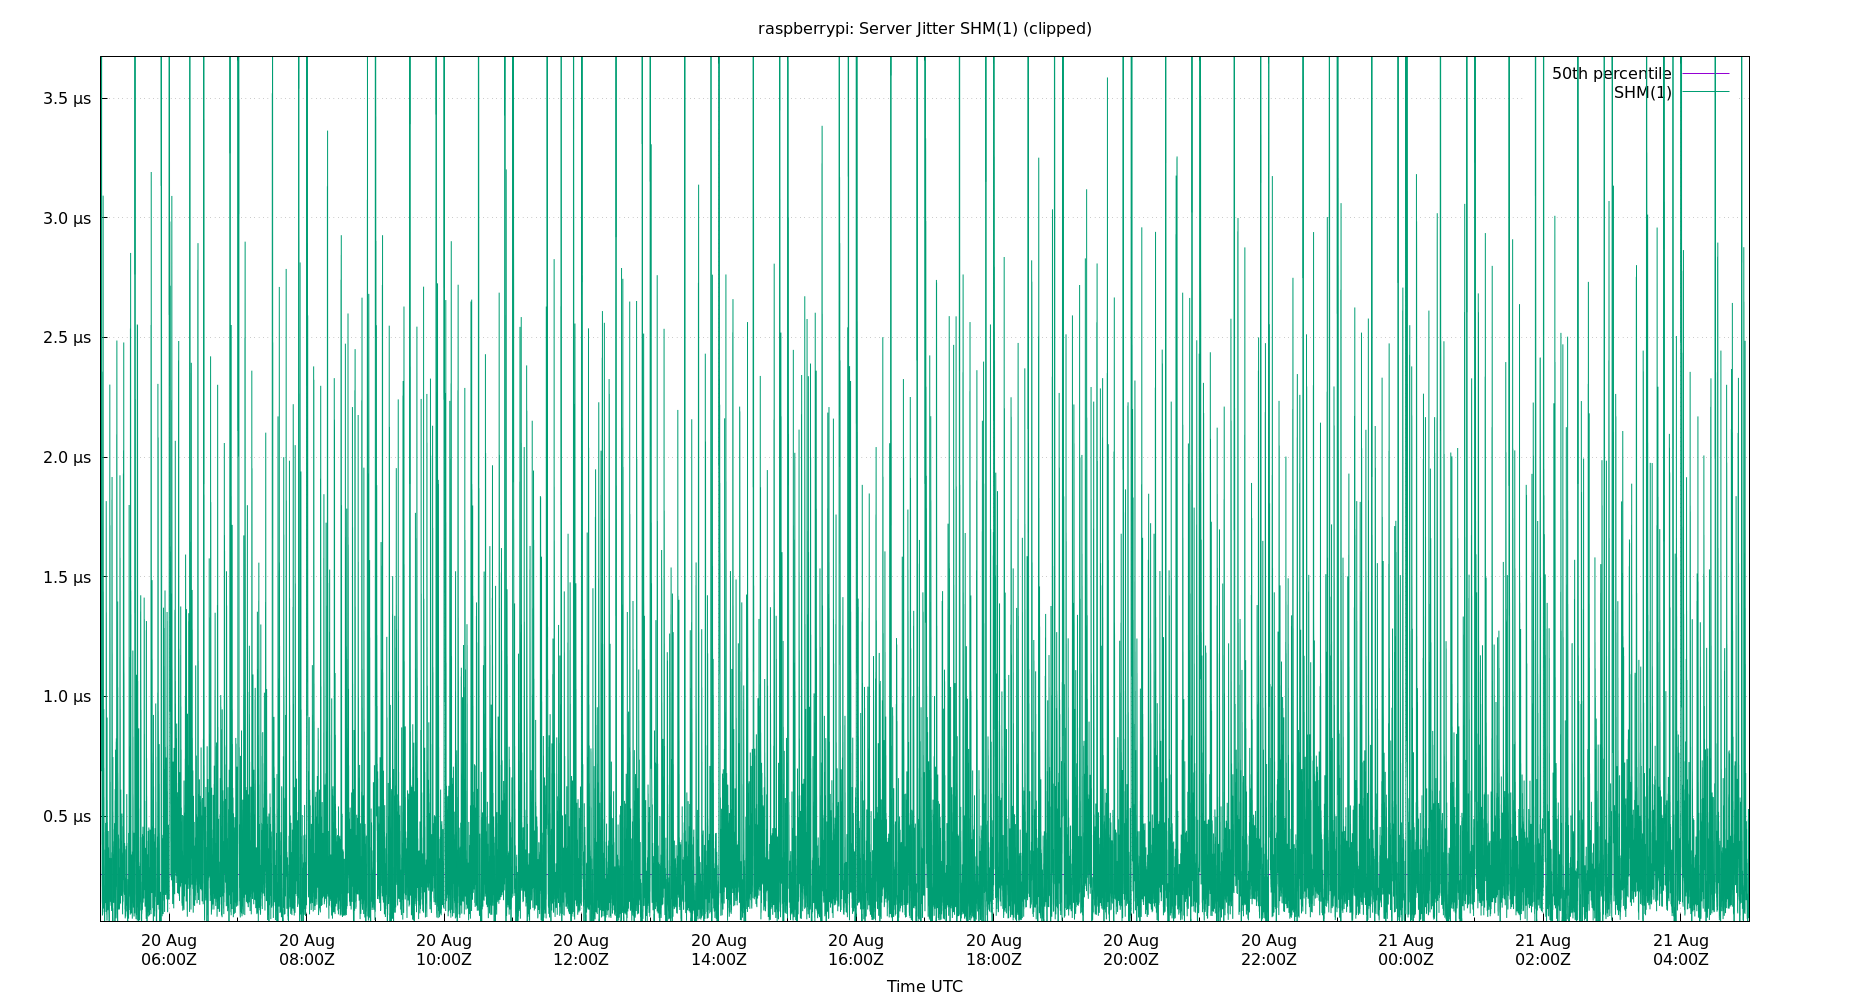 raspberrypi: Server Jitter SHM(1) (clipped)
50th percentile
SHM(1)
3.5 µs
3.0 µs
2.5 µs
2.0 µs
1.5 µs
1.0 µs
0.5 µs
20 Aug 20 Aug 20 Aug 20 Aug 20 Aug 20 Aug 20 Aug 20 Aug 20 Aug 21 Aug 21 Aug 21 Aug
06:00Z 08:00Z 10:00Z 12:00Z 14:00Z 16:00Z 18:00Z 20:00Z 22:00Z 00:00Z 02:00Z 04:00Z
Time UTC